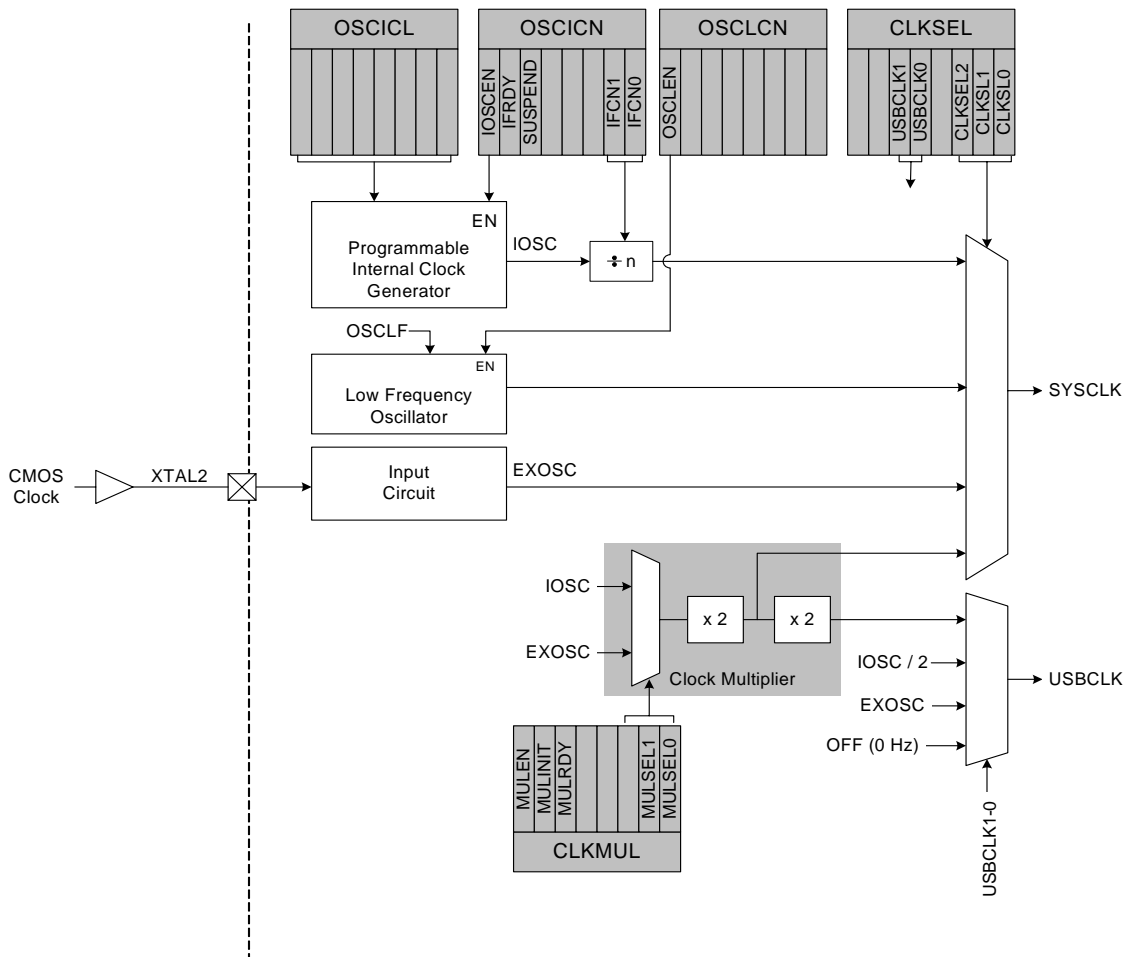 OSCICL
OSCICN
OSCLCN
CLKSEL
IOSCEN
IFRDY
SUSPEND
IFCN1
IFCN0
OSCLEN
USBCLK1
USBCLK0
CLKSEL2
CLKSL1
CLKSL0
EN
Programmable
Internal Clock
Generator
IOSC
÷ n
OSCLF
EN
Low Frequency
Oscillator
SYSCLK
CMOS
Clock
XTAL2
Input
Circuit
EXOSC
IOSC
EXOSC
x 2
x 2
Clock Multiplier
IOSC / 2
EXOSC
OFF (0 Hz)
USBCLK
USBCLK1-0
MULEN
MULINIT
MULRDY
MULSEL1
MULSEL0
CLKMUL